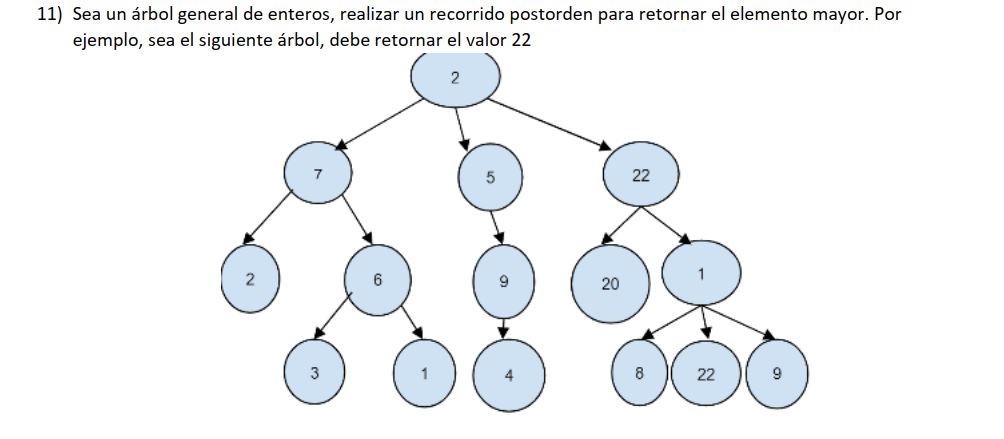 11) Sea un árbol general de enteros, realizar un recorrido postorden para retornar el elemento mayor. Por
ejemplo, sea el siguiente árbol, debe retornar el valor 22
2
7 5 22
2 6 9 20 1
3 1 4 8 22 9